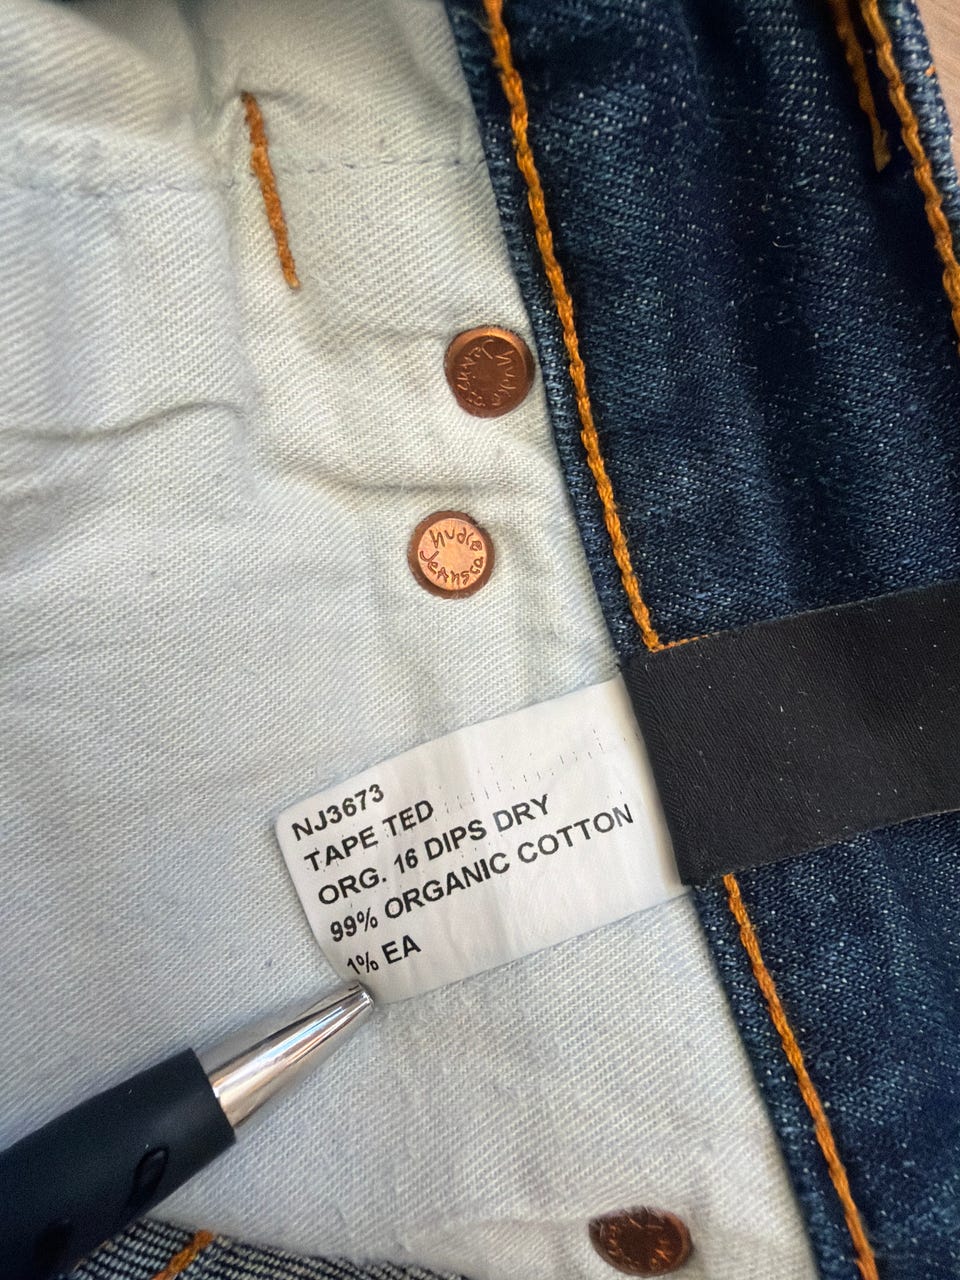 NJ3673
TAPE TED
ORG. 16 DIPS DRY
99% ORGANIC COTTON
1% EA